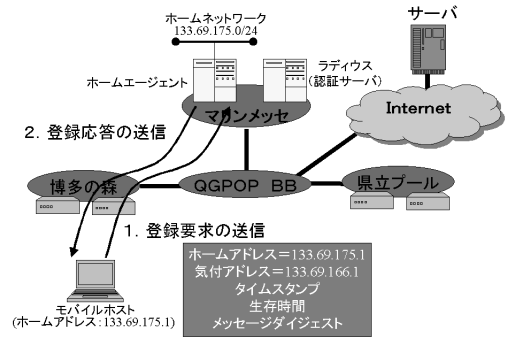 ホームネットワーク
133.69.175.0/24
サーバ
ラディウス
(認証サーバ)
ホームエージェント
Internet
マリンメッセ
2. 登録応答の送信
博多の森
QGPOP BB
県立プール
1. 登録要求の送信
ホームアドレス=133.69.175.1
気付アドレス=133.69.166.1
タイムスタンプ
生存時間
メッセージダイジェスト
モバイルホスト
(ホームアドレス:133.69.175.1)